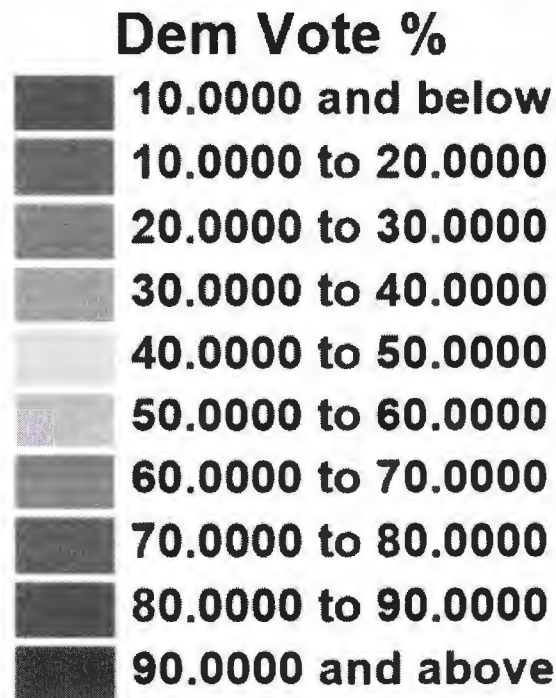 Dem Vote %
10.0000 and below
10.0000 to 20.0000
20.0000 to 30.0000
30.0000 to 40.0000
40.0000 to 50.0000
50.0000 to 60.0000
60.0000 to 70.0000
70.0000 to 80.0000
80.0000 to 90.0000
90.0000 and above